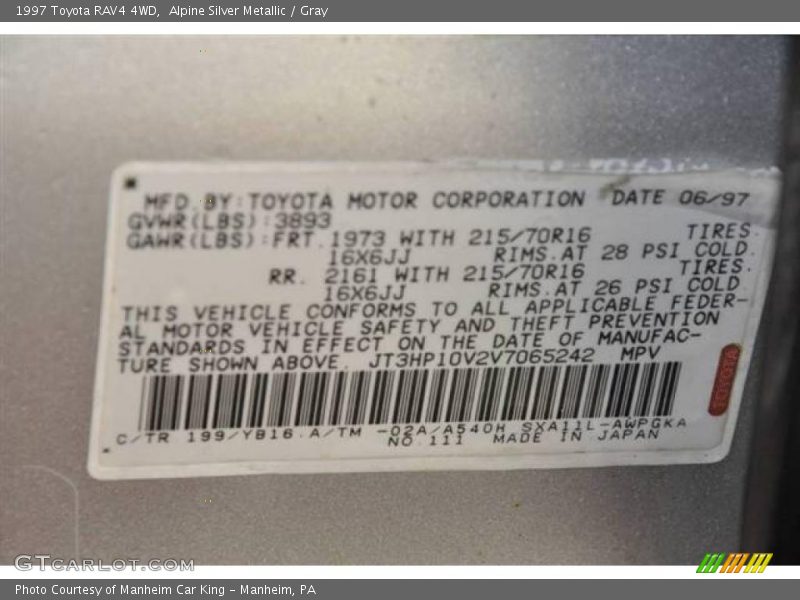 1997 Toyota RAV4 4WD,  Alpine Silver Metallic / Gray
MFD. BY: TOYOTA MOTOR CORPORATION DATE 06/97
GVWR(LBS): 3893
GAWR(LBS): FRT. 1973 WITH 215/70R16 TIRES.
16X6JJ RIMS. AT 28 PSI COLD.
RR. 2161 WITH 215/70R16 TIRES.
16X6JJ RIMS. AT 26 PSI COLD
THIS VEHICLE CONFORMS TO ALL APPLICABLE FEDER-
AL MOTOR VEHICLE SAFETY AND THEFT PREVENTION
STANDARDS IN EFFECT ON THE DATE OF MANUFAC-
TURE SHOWN ABOVE. JT3HP10V2V7065242 MPV
TOYOTA
C/TR 199/YB16.A/TM -02A/A540H SXA11L-AWPGKA
NO.111 MADE IN JAPAN
GTCARLOT.COM
Photo Courtesy of Manheim Car King - Manheim, PA